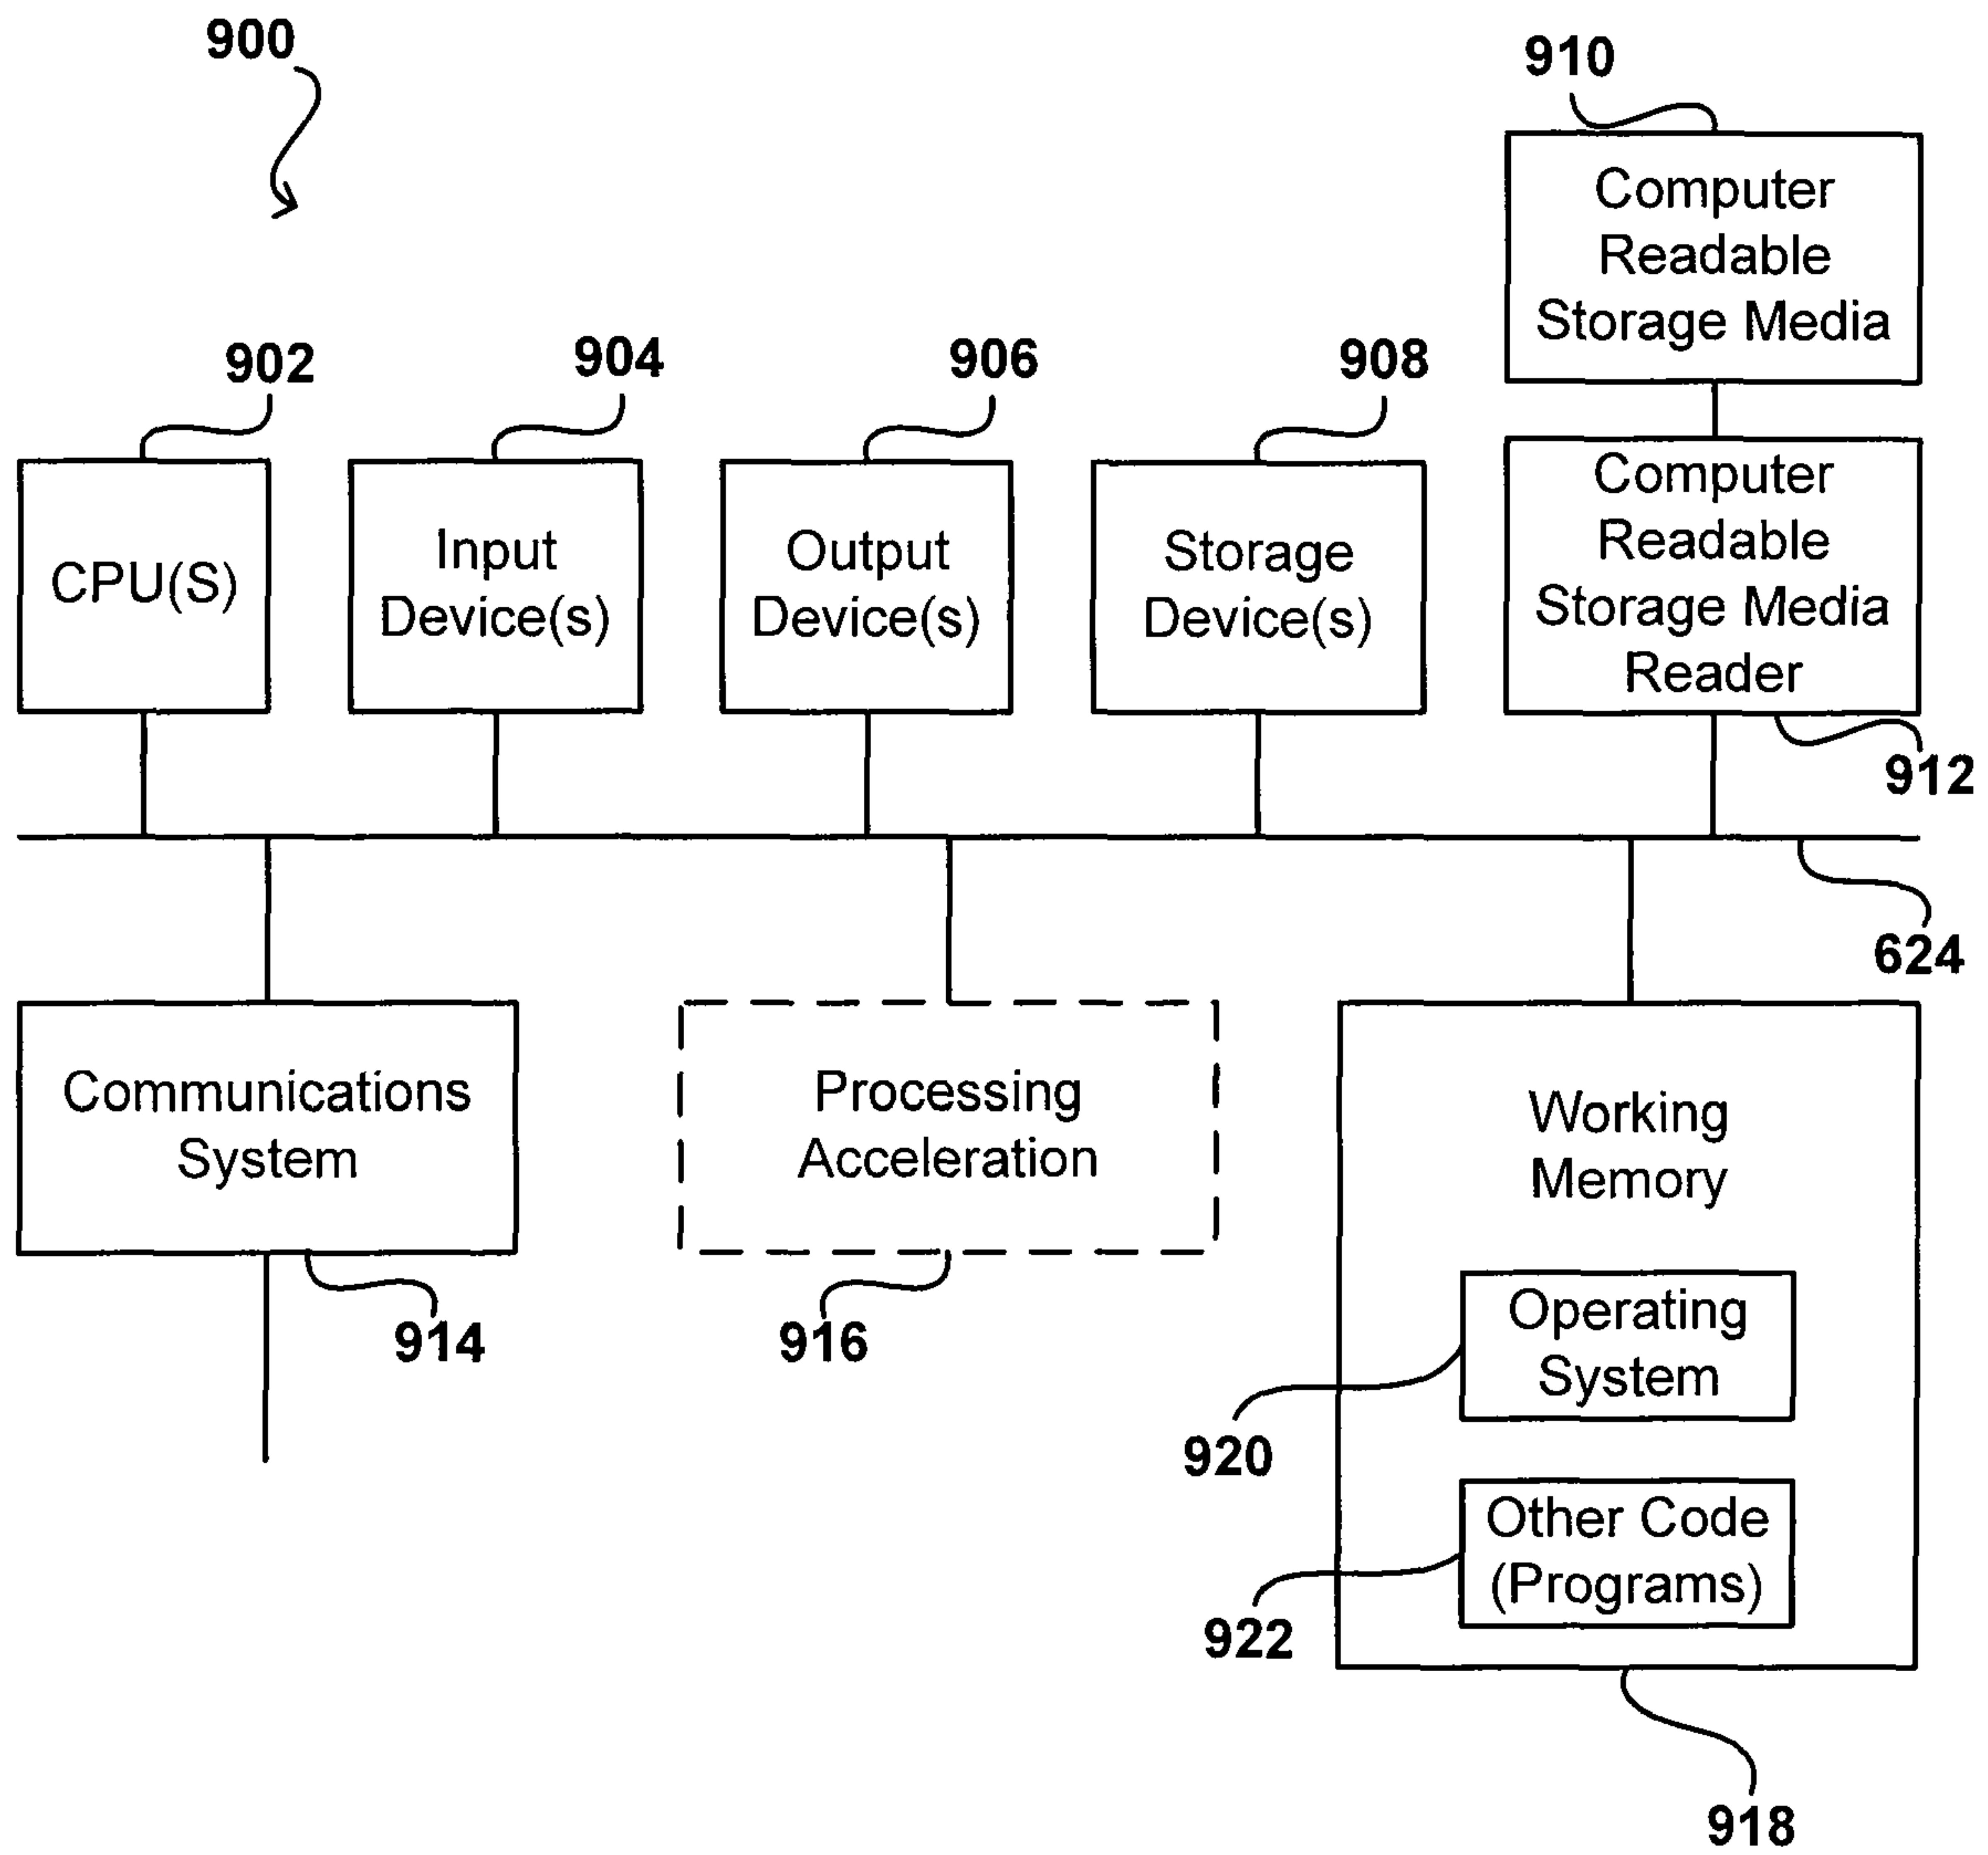 900
910
Computer
Readable
Storage Media
902
904
906
908
CPU(S)
Input
Device(s)
Output
Device(s)
Storage
Device(s)
Computer
Readable
Storage Media
Reader
912
624
Communications
System
914
Processing
Acceleration
916
Working
Memory
Operating
System
920
Other Code
(Programs)
922
918